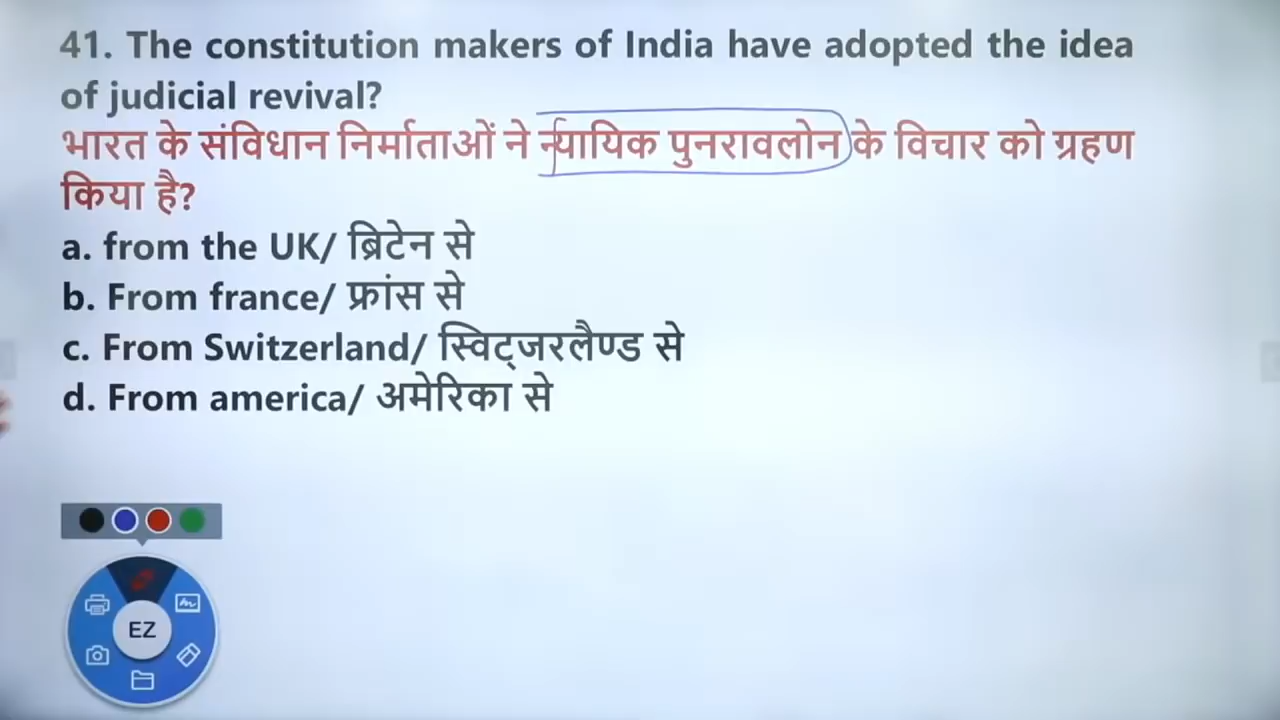 41. The constitution makers of India have adopted the idea
of judicial revival?
भारत के संविधान निर्माताओं ने न्यायिक पुनरावलोन के विचार को ग्रहण
किया है?
a. from the UK/ ब्रिटेन से
b. From france/ फ्रांस से
c. From Switzerland/ स्विट्जरलैण्ड से
d. From america/ अमेरिका से
EZ